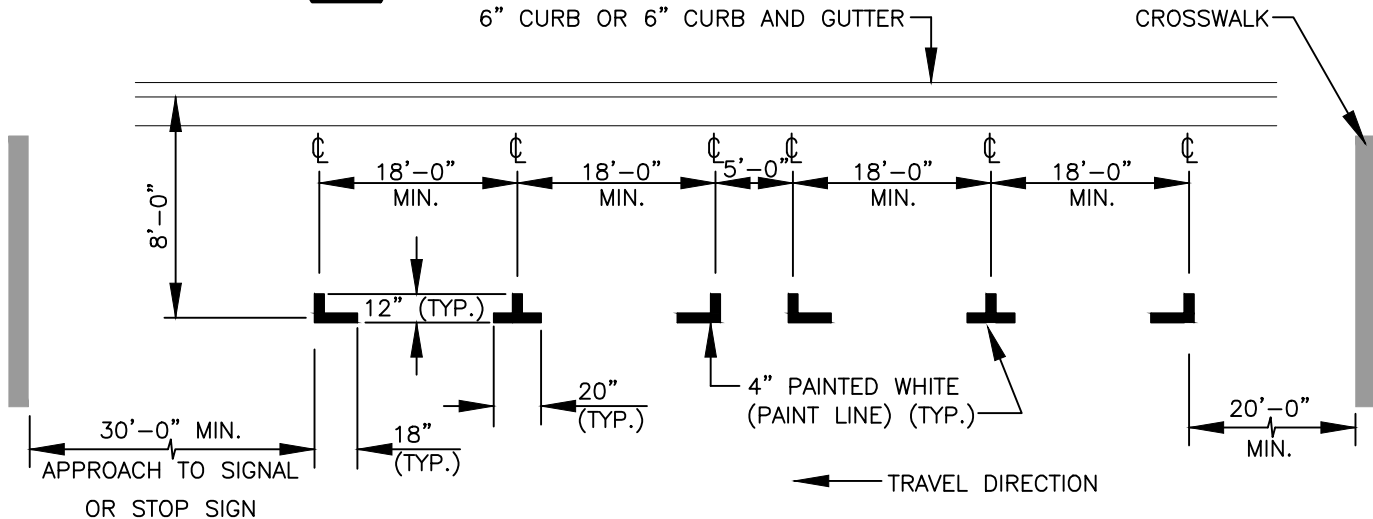 6" CURB OR 6" CURB AND GUTTER
CROSSWALK
℄ ℄ ℄ ℄ ℄ ℄
18'-0" 18'-0" 5'-0" 18'-0" 18'-0"
MIN. MIN. MIN. MIN.
8'-0"
12" (TYP.)
4" PAINTED WHITE
(PAINT LINE) (TYP.)
20"
(TYP.)
20'-0"
MIN.
30'-0" MIN.
APPROACH TO SIGNAL
OR STOP SIGN
18"
(TYP.)
TRAVEL DIRECTION